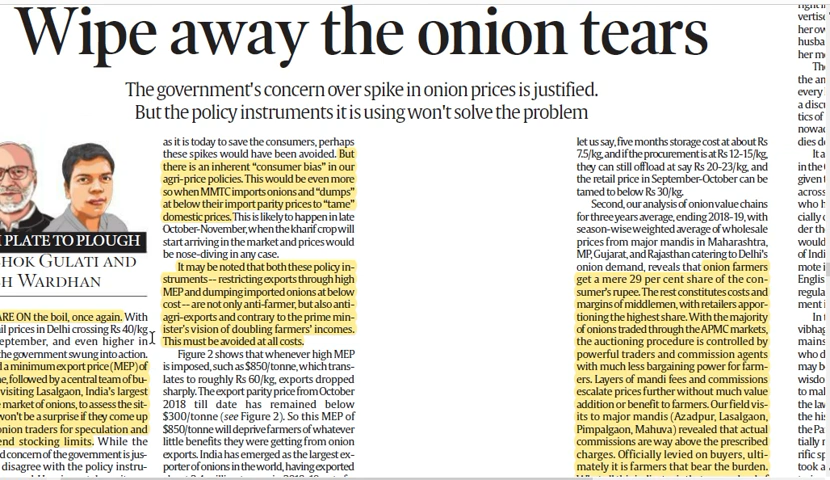 Wipe away the onion tears
The government's concern over spike in onion prices is justified.
But the policy instruments it is using won't solve the problem
PLATE TO PLOUGH
HOK GULATI AND
H WARDHAN
ARE ON the boil, once again. With
il prices in Delhi crossing Rs 40/kg
eptember, and even higher in
the government swung into action.
d a minimum export price (MEP) of
ne, followed by a central team of bu-
visiting Lasalgaon, India's largest
market of onions, to assess the sit-
won't be a surprise if they come up
onion traders for speculation and
end stocking limits. While the
d concern of the government is jus-
disagree with the policy instru-
as it is today to save the consumers, perhaps
these spikes would have been avoided. But
there is an inherent "consumer bias" in our
agri-price policies. This would be even more
so when MMTC imports onions and "dumps"
at below their import parity prices to "tame"
domestic prices. This is likely to happen in late
October-November, when the kharif crop will
start arriving in the market and prices would
be nose-diving in any case.
It may be noted that both these policy in-
struments -- restricting exports through high
MEP and dumping imported onions at below
cost -- are not only anti-farmer, but also anti-
agri-exports and contrary to the prime min-
ister's vision of doubling farmers' incomes.
This must be avoided at all costs.
Figure 2 shows that whenever high MEP
is imposed, such as $850/tonne, which trans-
lates to roughly Rs 60/kg, exports dropped
sharply. The export parity price from October
2018 till date has remained below
$300/tonne (see Figure 2). So this MEP of
$850/tonne will deprive farmers of whatever
little benefits they were getting from onion
exports. India has emerged as the largest ex-
porter of onions in the world, having exported
let us say, five months storage cost at about Rs
7.5/kg, and if the procurement is at Rs 12-15/kg,
they can still offload at say Rs 20-23/kg, and
the retail price in September-October can be
tamed to below Rs 30/kg.
Second, our analysis of onion value chains
for three years average, ending 2018-19, with
season-wise weighted average of wholesale
prices from major mandis in Maharashtra,
MP, Gujarat, and Rajasthan catering to Delhi's
onion demand, reveals that onion farmers
get a mere 29 per cent share of the con-
sumer's rupee. The rest constitutes costs and
margins of middlemen, with retailers appor-
tioning the highest share. With the majority
of onions traded through the APMC markets,
the auctioning procedure is controlled by
powerful traders and commission agents
with much less bargaining power for farm-
ers. Layers of mandi fees and commissions
escalate prices further without much value
addition or benefit to farmers. Our field vis-
its to major mandis (Azadpur, Lasalgaon,
Pimpalgaon, Mahuva) revealed that actual
commissions are way above the prescribed
charges. Officially levied on buyers, ulti-
mately it is farmers that bear the burden.